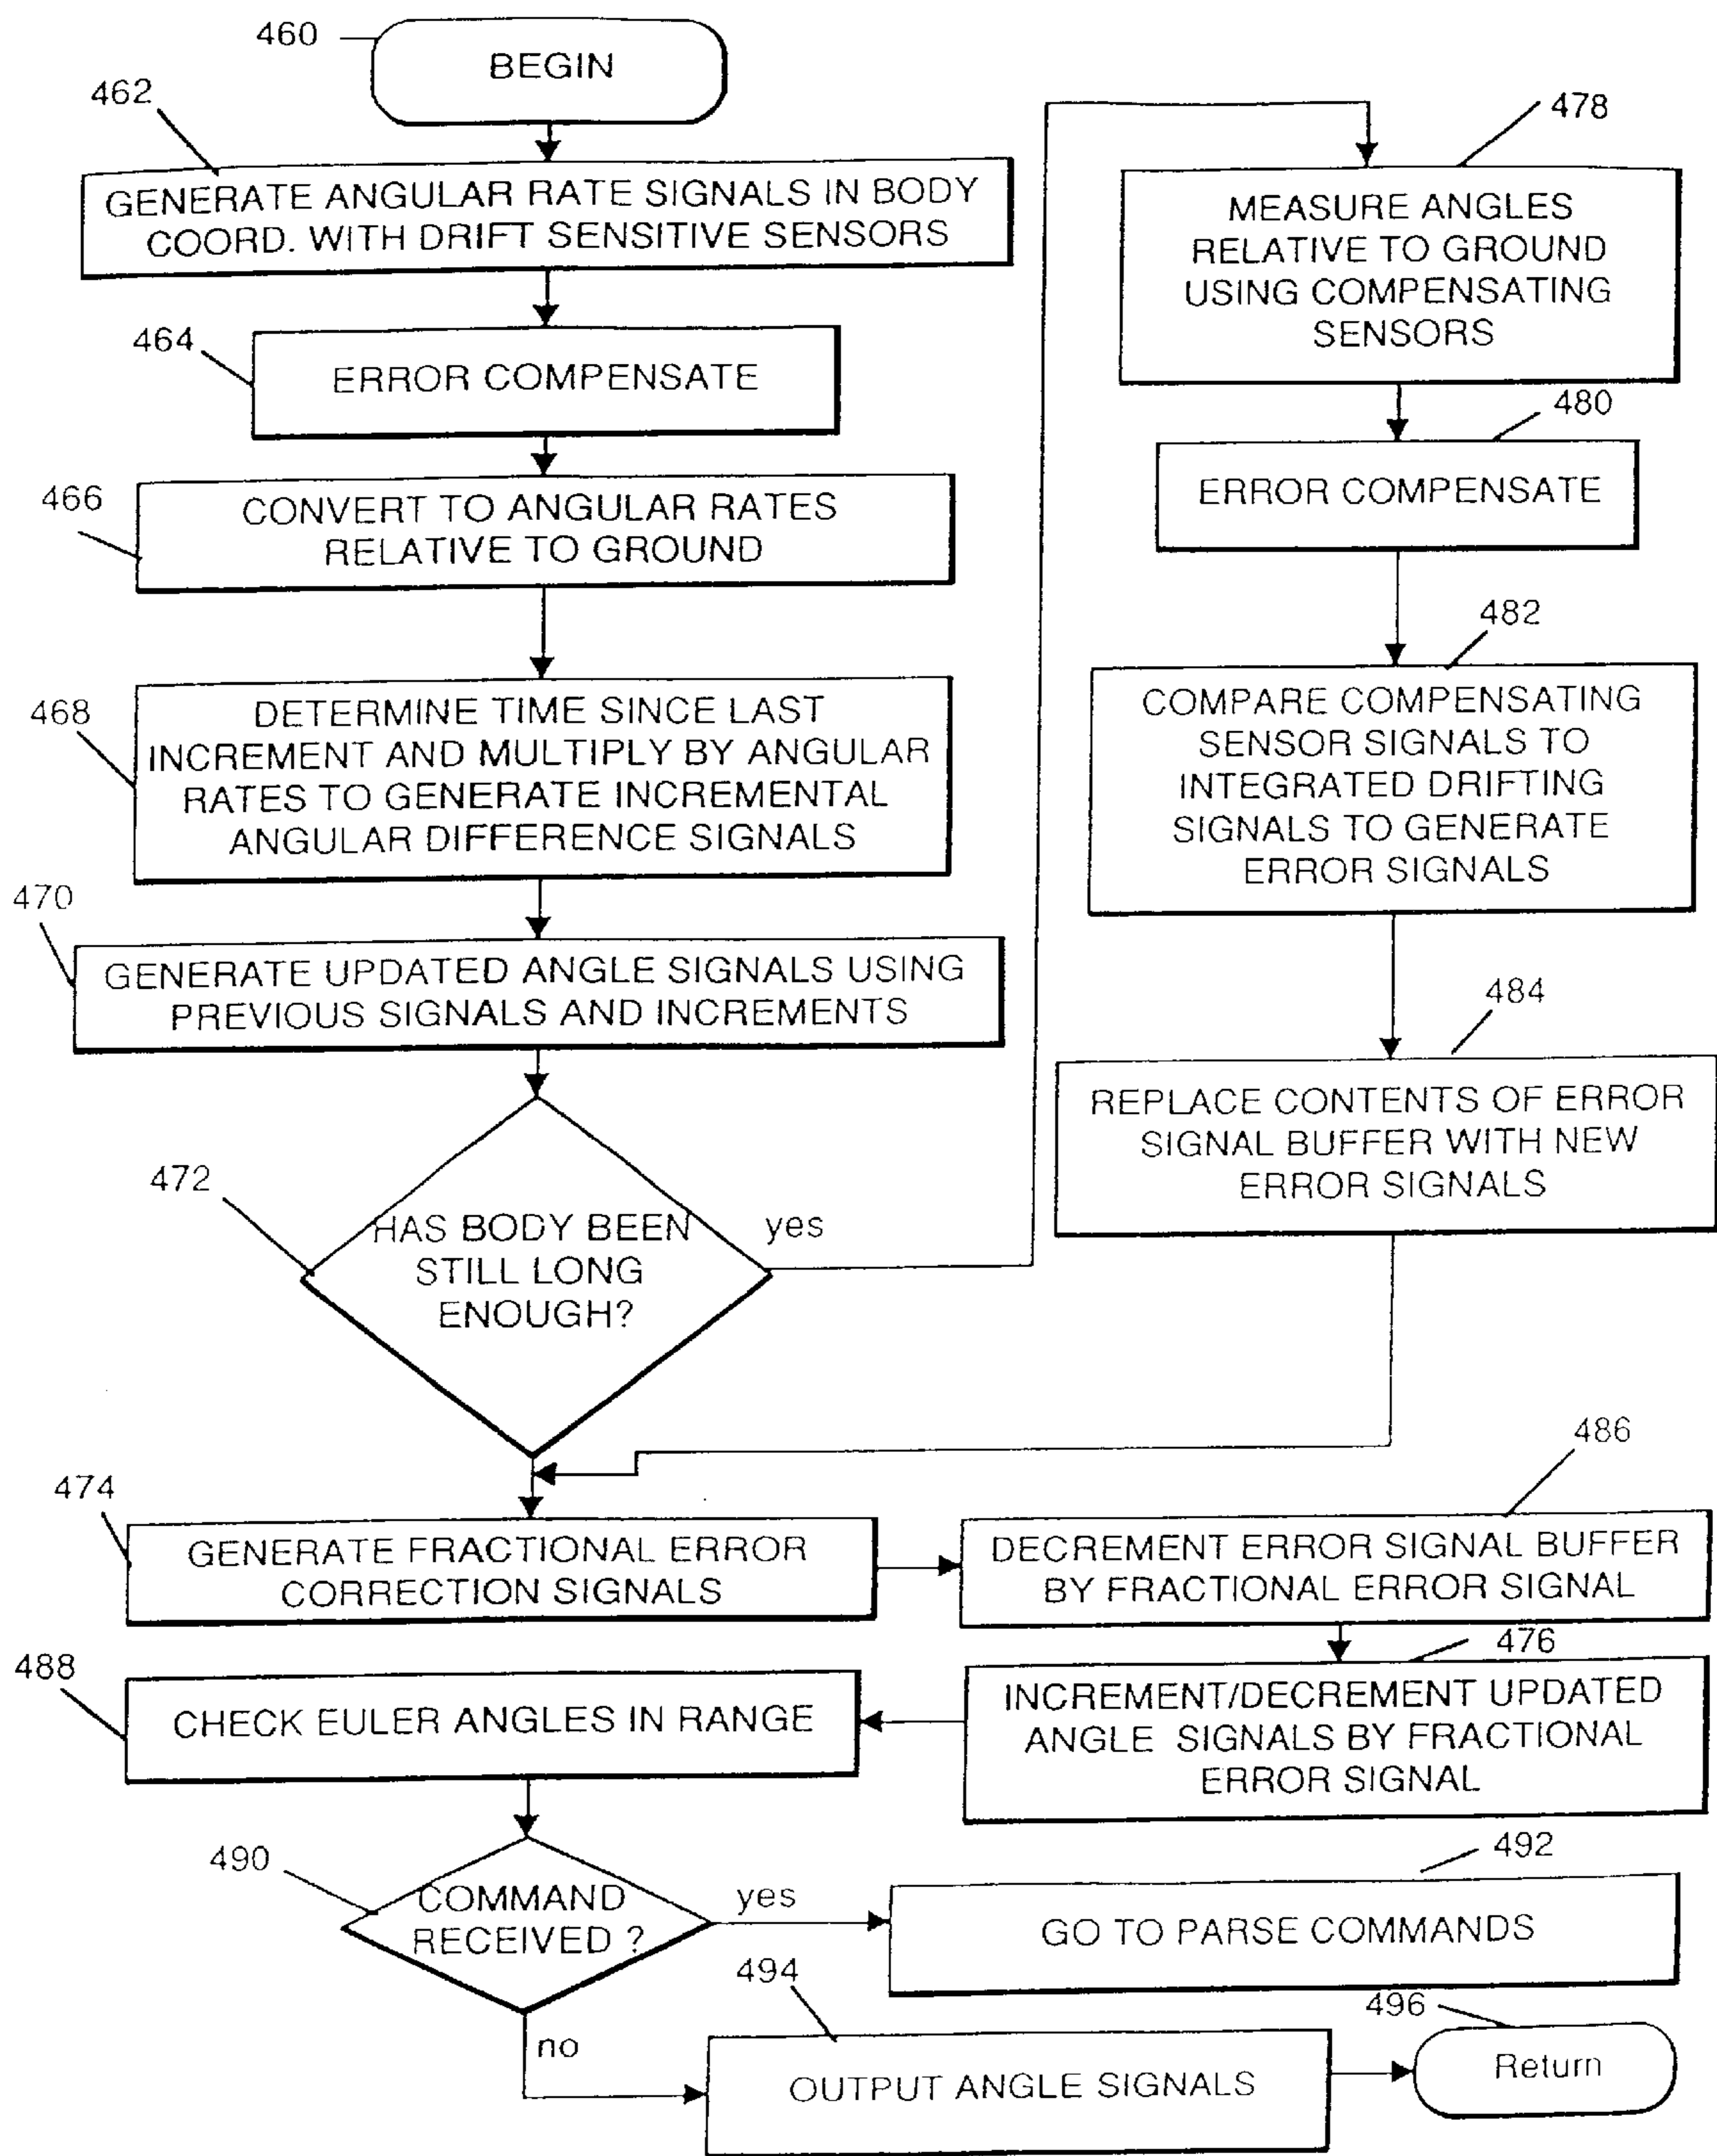 460
BEGIN
462
GENERATE ANGULAR RATE SIGNALS IN BODY
COORD. WITH DRIFT SENSITIVE SENSORS
464
ERROR COMPENSATE
466
CONVERT TO ANGULAR RATES
RELATIVE TO GROUND
468
DETERMINE TIME SINCE LAST
INCREMENT AND MULTIPLY BY ANGULAR
RATES TO GENERATE INCREMENTAL
ANGULAR DIFFERENCE SIGNALS
470
GENERATE UPDATED ANGLE SIGNALS USING
PREVIOUS SIGNALS AND INCREMENTS
472
HAS BODY BEEN
STILL LONG
ENOUGH?
yes
478
MEASURE ANGLES
RELATIVE TO GROUND
USING COMPENSATING
SENSORS
480
ERROR COMPENSATE
482
COMPARE COMPENSATING
SENSOR SIGNALS TO
INTEGRATED DRIFTING
SIGNALS TO GENERATE
ERROR SIGNALS
484
REPLACE CONTENTS OF ERROR
SIGNAL BUFFER WITH NEW
ERROR SIGNALS
474
GENERATE FRACTIONAL ERROR
CORRECTION SIGNALS
486
DECREMENT ERROR SIGNAL BUFFER
BY FRACTIONAL ERROR SIGNAL
476
INCREMENT/DECREMENT UPDATED
ANGLE SIGNALS BY FRACTIONAL
ERROR SIGNAL
488
CHECK EULER ANGLES IN RANGE
490
COMMAND
RECEIVED ?
yes
492
GO TO PARSE COMMANDS
no
494
OUTPUT ANGLE SIGNALS
496
Return